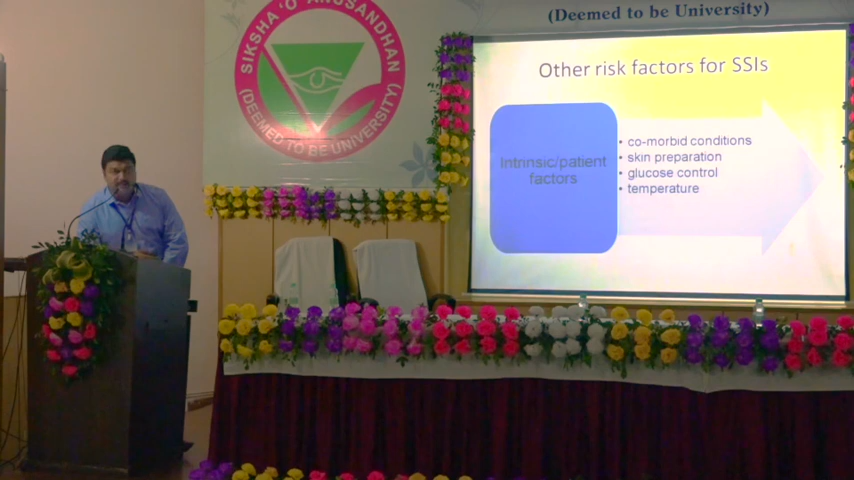 SIKSHA 'O' ANUSANDHAN
(DEEMED TO BE UNIVERSITY)
(Deemed to be University)
Other risk factors for SSIs
Intrinsic/patient
factors
• co-morbid conditions
• skin preparation
• glucose control
• temperature